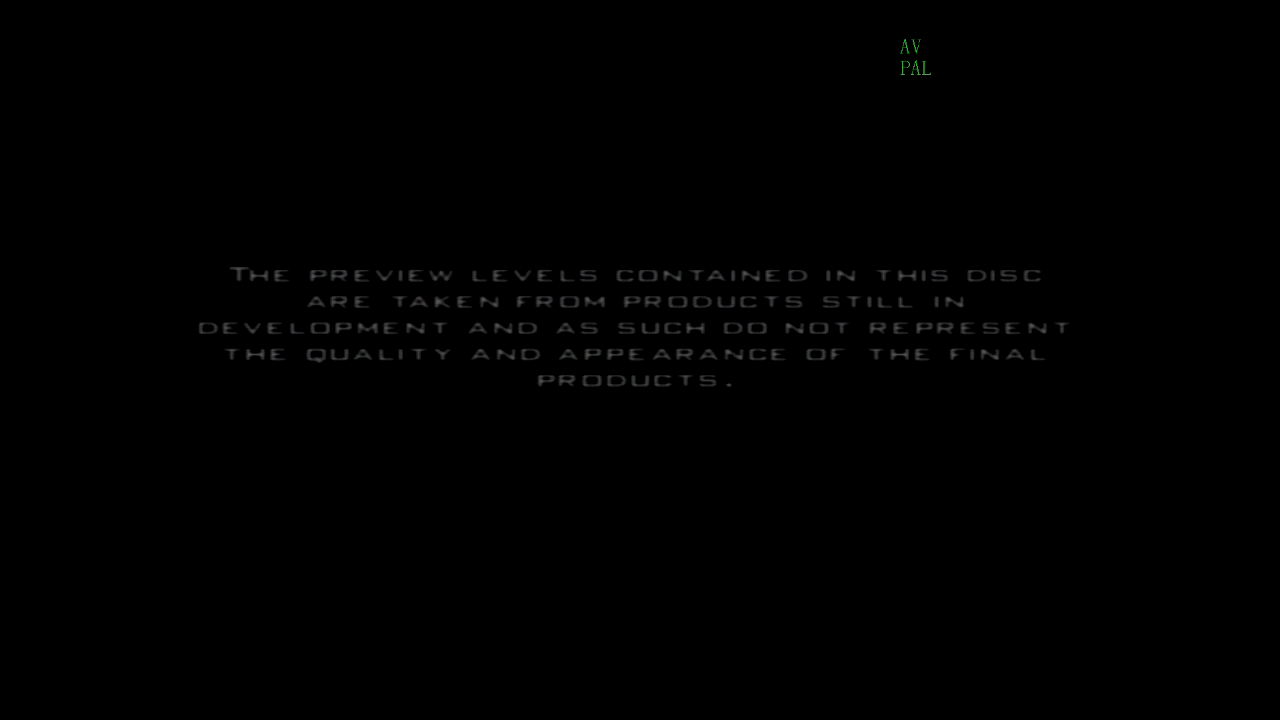 AV
PAL
THE PREVIEW LEVELS CONTAINED IN THIS DISC
ARE TAKEN FROM PRODUCTS STILL IN
DEVELOPMENT AND AS SUCH DO NOT REPRESENT
THE QUALITY AND APPEARANCE OF THE FINAL
PRODUCTS.